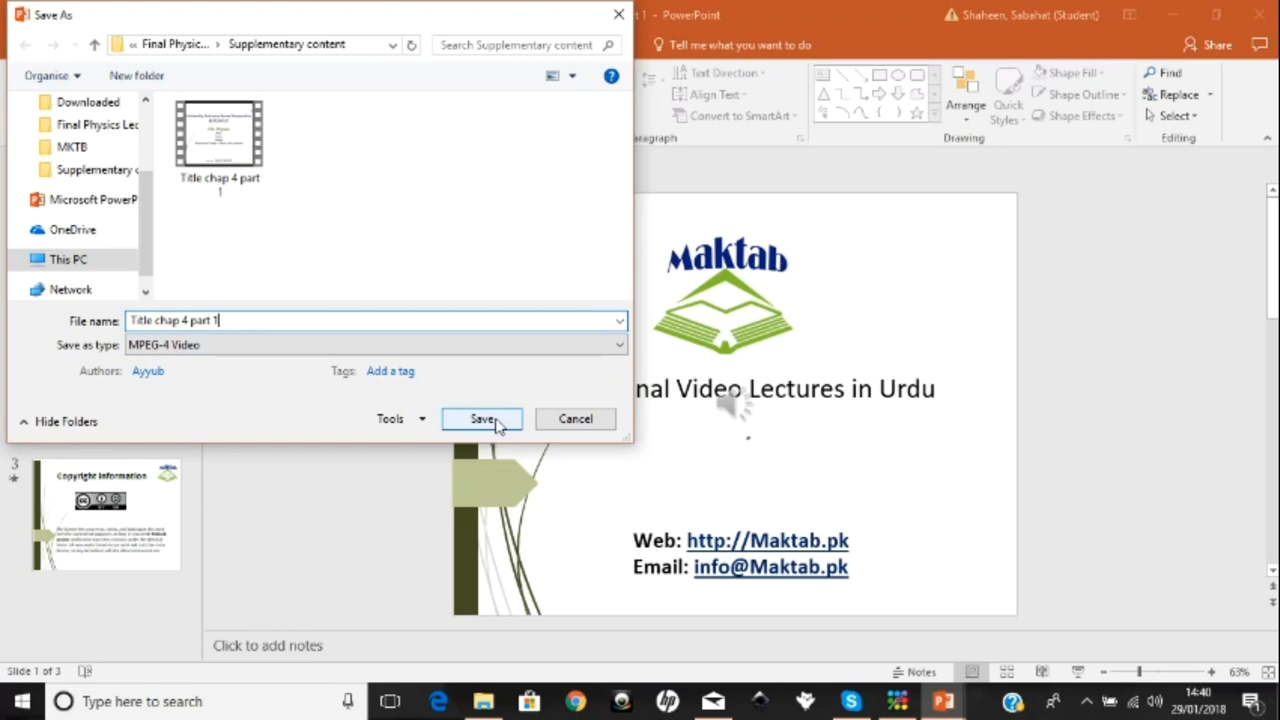 Save As
1 - PowerPoint
Shaheen, Sabahat (Student)
« Final Physic... › Supplementary content
Search Supplementary content
Tell me what you want to do
Share
Organise
New folder
Text Direction
Align Text
Convert to SmartArt
Arrange
Quick
Styles
Shape Fill
Shape Outline
Shape Effects
Find
Replace
Select
aragraph
Drawing
Editing
Downloaded
Final Physics Lec
MKTB
Supplementary c
Microsoft PowerP
OneDrive
This PC
Network
Title chap 4 part
1
File name: Title chap 4 part 1
Save as type: MPEG-4 Video
Authors: Ayyub
Tags: Add a tag
Hide Folders
Tools
Save
Cancel
Maktab
nal Video Lectures in Urdu
Web: http://Maktab.pk
Email: info@Maktab.pk
3
Copyright Information
Click to add notes
Slide 1 of 3
Notes
63%
Type here to search
14:40
29/01/2018